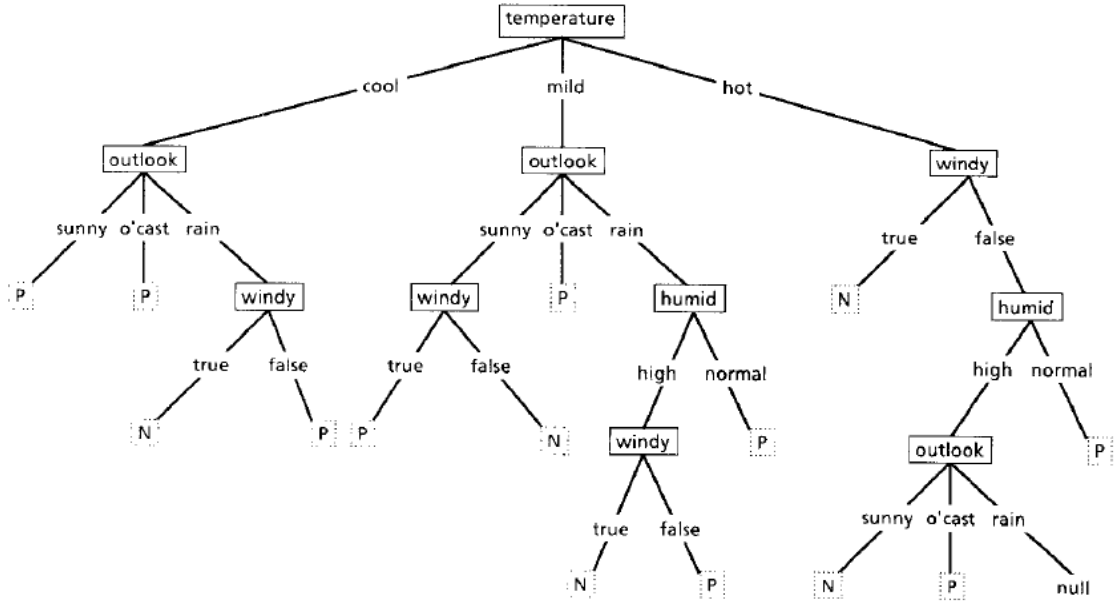 temperature
cool mild hot
outlook outlook windy
sunny o'cast rain sunny o'cast rain true false
P P windy windy P humid N humid
true false true false high normal high normal
N P P N windy P outlook P
true false sunny o'cast rain
N P N P null